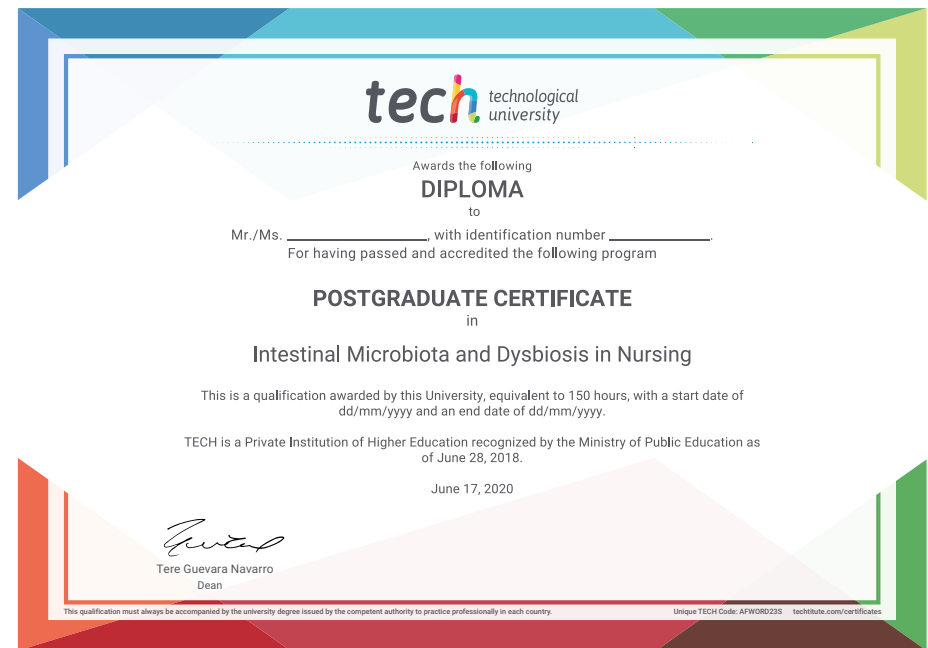 tech technological
university
Awards the following
DIPLOMA
to
Mr./Ms. ____________, with identification number ____________.
For having passed and accredited the following program
POSTGRADUATE CERTIFICATE
in
Intestinal Microbiota and Dysbiosis in Nursing
This is a qualification awarded by this University, equivalent to 150 hours, with a start date of
dd/mm/yyyy and an end date of dd/mm/yyyy.
TECH is a Private Institution of Higher Education recognized by the Ministry of Public Education as
of June 28, 2018.
June 17, 2020
Tere Guevara Navarro
Dean
This qualification must always be accompanied by the university degree issued by the competent authority to practice professionally in each country.
Unique TECH Code: AFWORD23S techtitute.com/certificates